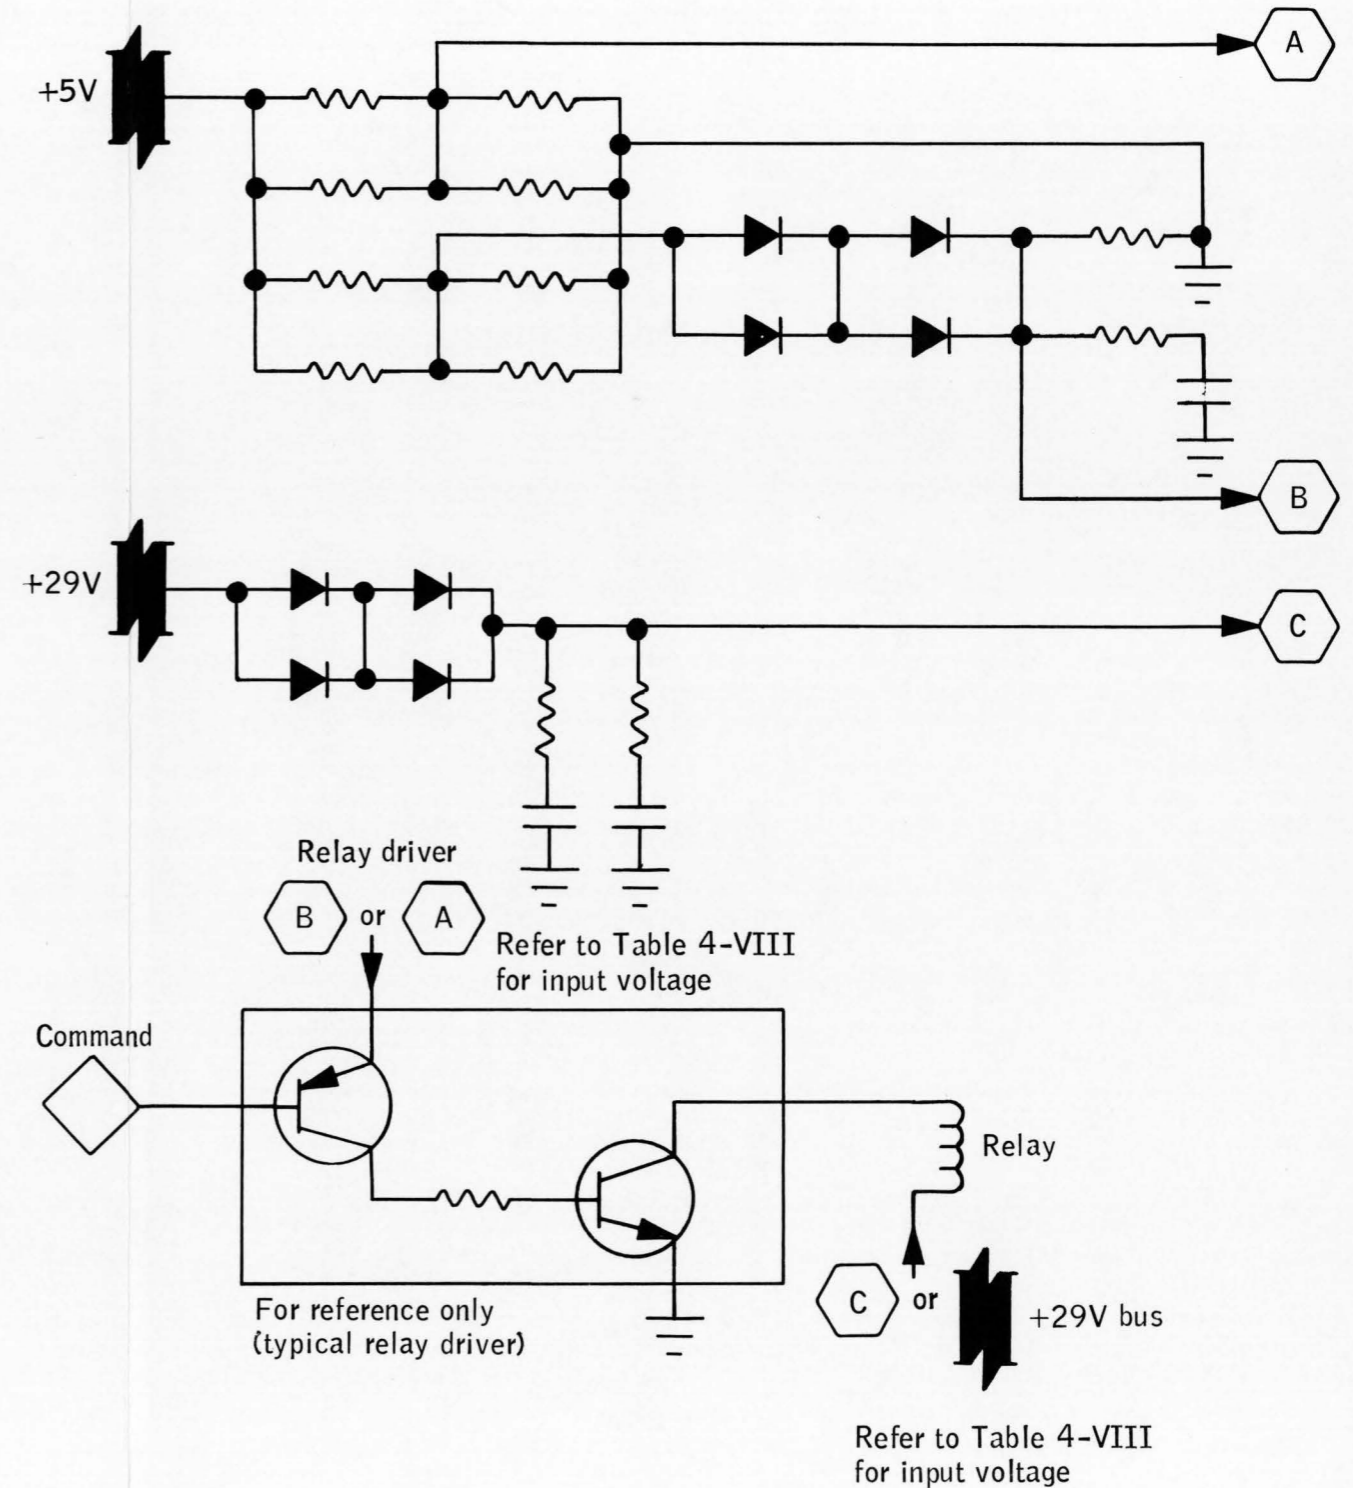 A
+5V
B
+29V
C
Relay driver
B or A
Refer to Table 4-VIII
for input voltage
Command
Relay
For reference only
(typical relay driver)
C or
+29V bus
Refer to Table 4-VIII
for input voltage